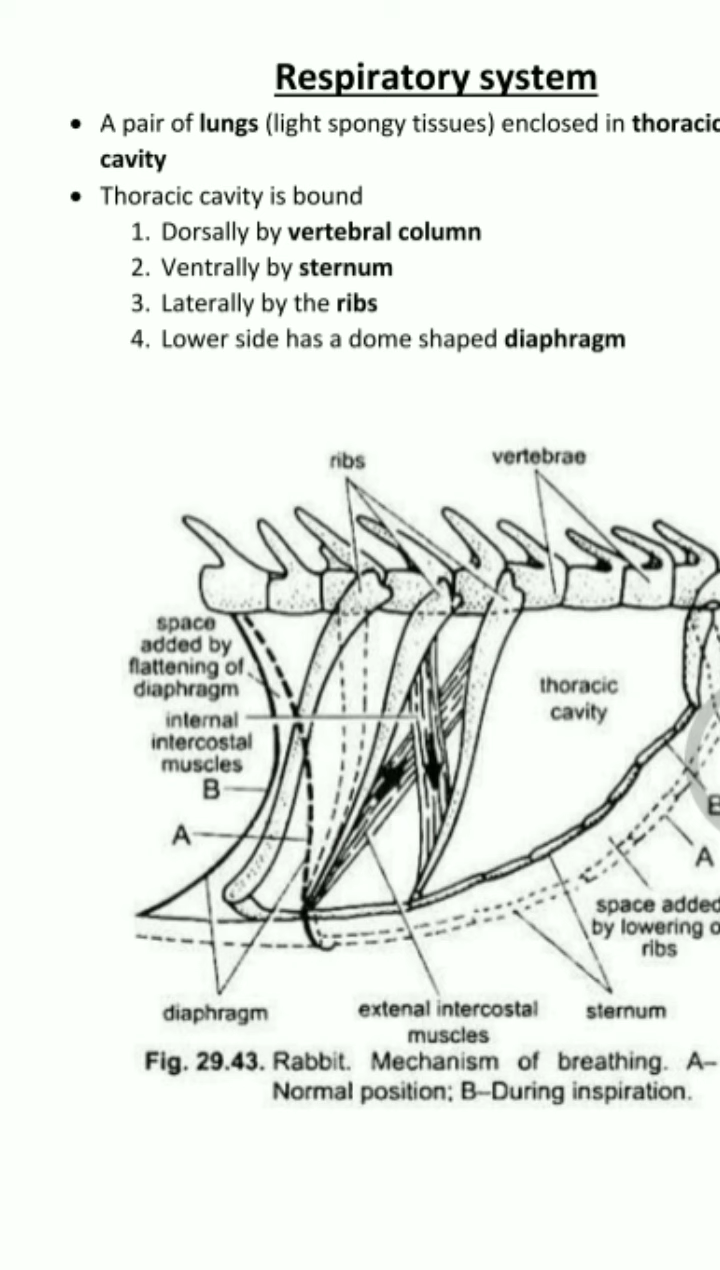 Respiratory system
• A pair of lungs (light spongy tissues) enclosed in thoracic
cavity
• Thoracic cavity is bound
1. Dorsally by vertebral column
2. Ventrally by sternum
3. Laterally by the ribs
4. Lower side has a dome shaped diaphragm
ribs
vertebrae
space
added by
flattening of
diaphragm
internal
intercostal
muscles
B
A
thoracic
cavity
B
A
space added
by lowering o
ribs
diaphragm
extenal intercostal
muscles
sternum
Fig. 29.43. Rabbit. Mechanism of breathing. A–
Normal position; B–During inspiration.